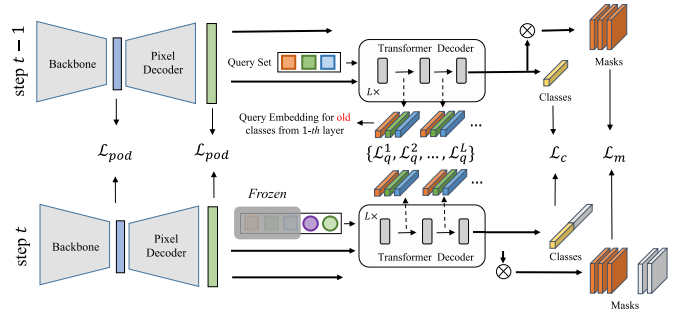 step t−1
Backbone
Pixel
Decoder
Query Set
Transformer Decoder
L×
Masks
Classes
Query Embedding for old
classes from 1-th layer
...
...
ℒ_pod
ℒ_pod
{ℒ_q^1, ℒ_q^2, ..., ℒ_q^L}
ℒ_c
ℒ_m
...
...
Frozen
step t
Backbone
Pixel
Decoder
L×
Transformer Decoder
Classes
Masks